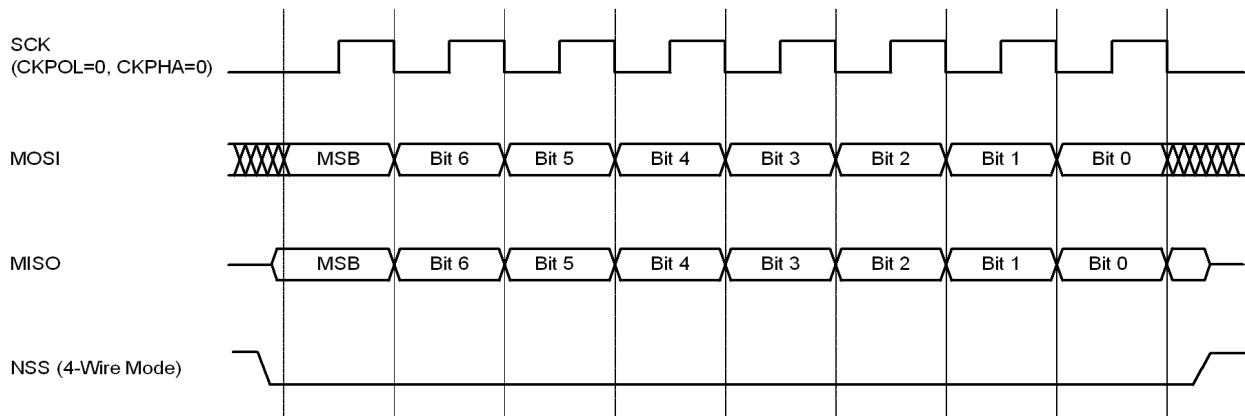 SCK
(CKPOL=0, CKPHA=0)
MOSI
MSB Bit 6 Bit 5 Bit 4 Bit 3 Bit 2 Bit 1 Bit 0
MISO
MSB Bit 6 Bit 5 Bit 4 Bit 3 Bit 2 Bit 1 Bit 0
NSS (4-Wire Mode)